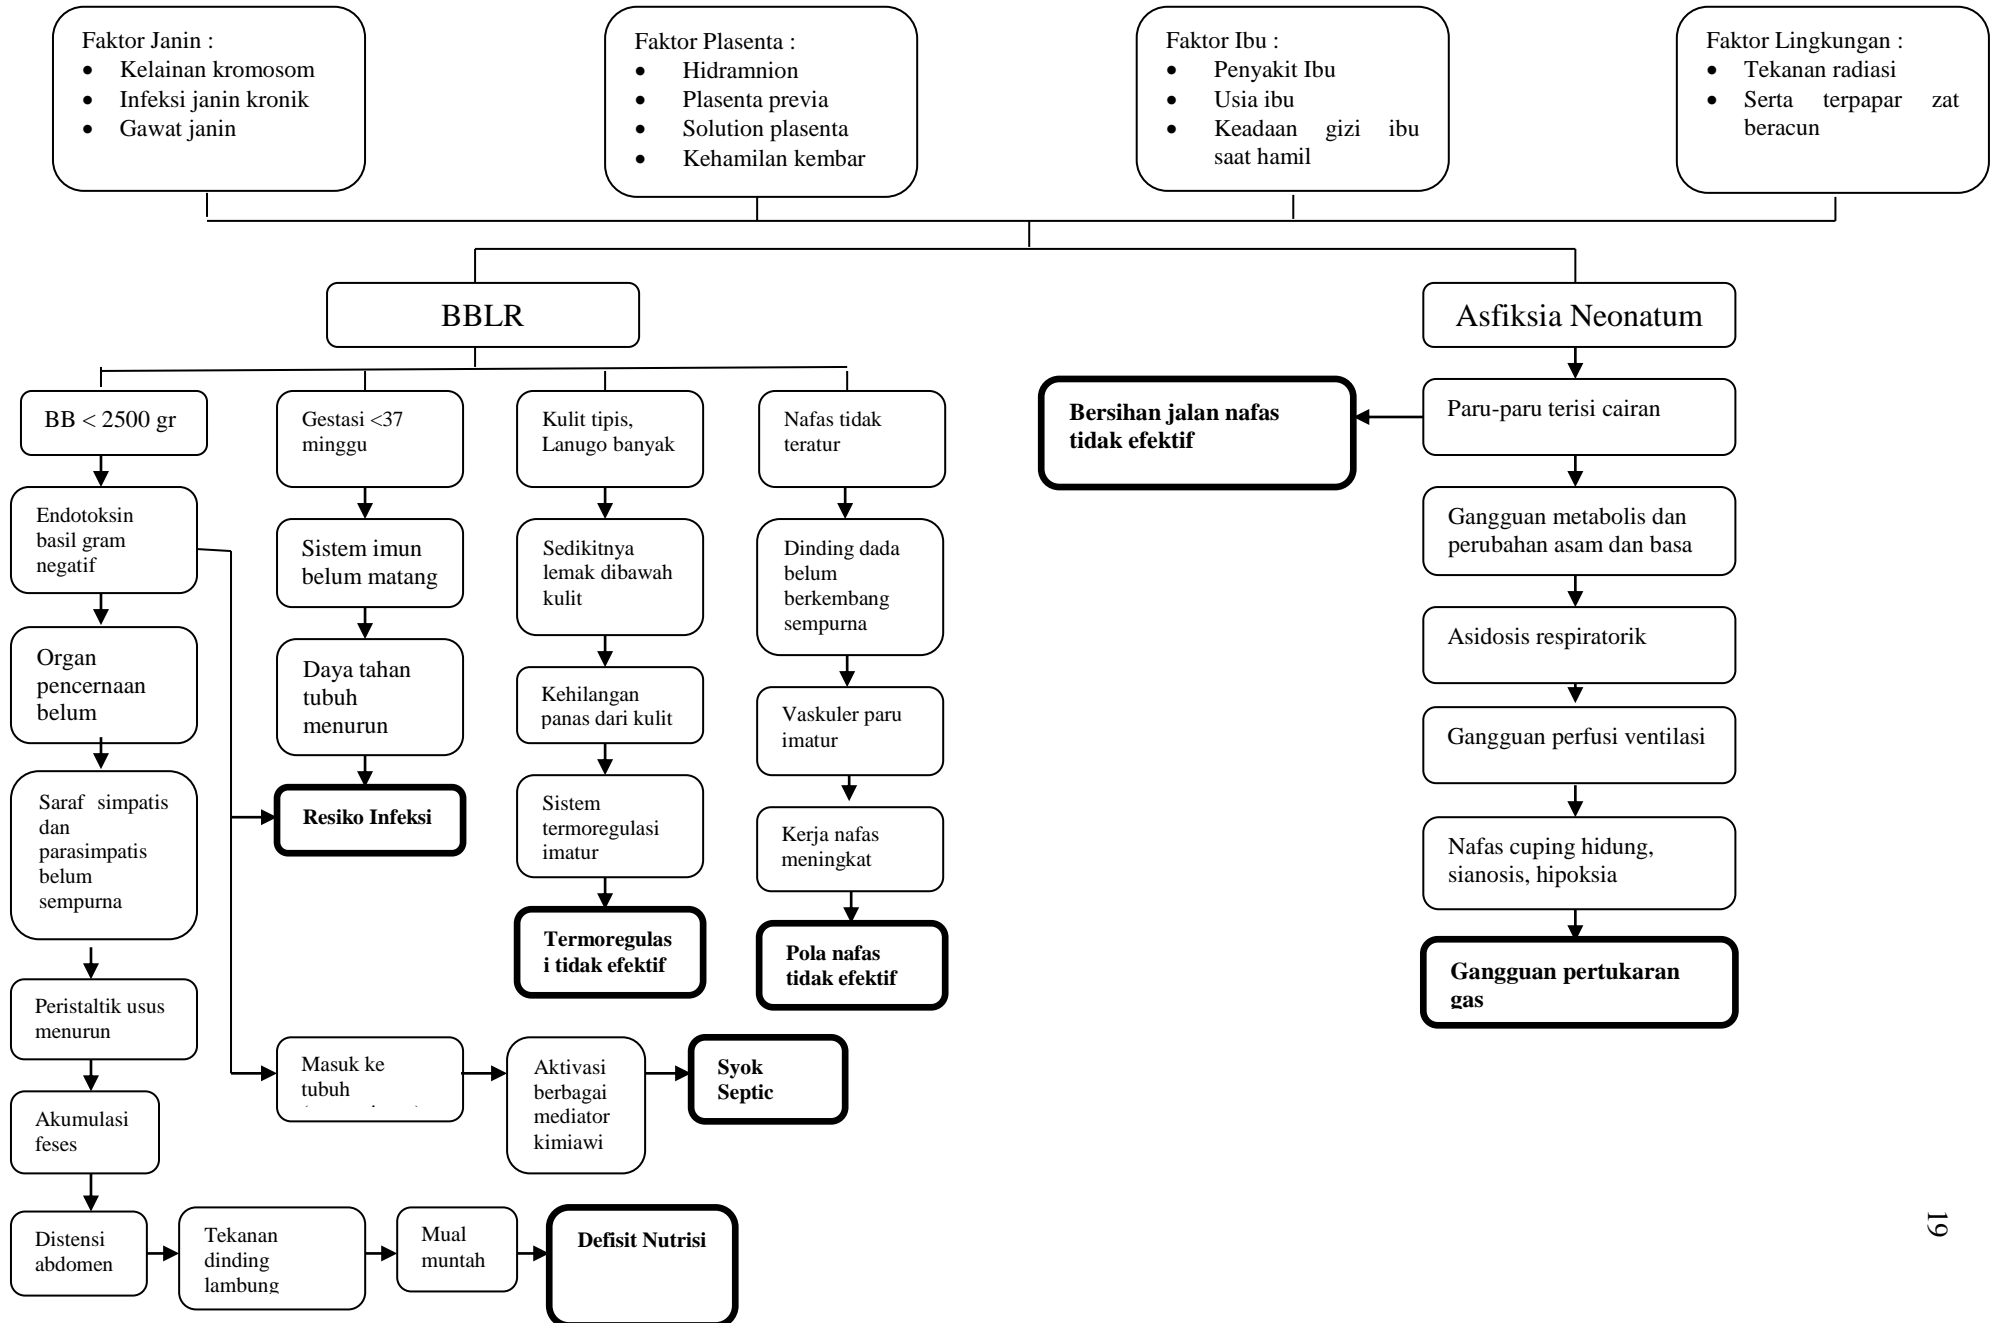 Faktor Janin :
• Kelainan kromosom
• Infeksi janin kronik
• Gawat janin
Faktor Plasenta :
• Hidramnion
• Plasenta previa
• Solution plasenta
• Kehamilan kembar
Faktor Ibu :
• Penyakit Ibu
• Usia ibu
• Keadaan gizi ibu
saat hamil
Faktor Lingkungan :
• Tekanan radiasi
• Serta terpapar zat
beracun
BBLR
Asfiksia Neonatum
BB < 2500 gr
Endotoksin
basil gram
negatif
Organ
pencernaan
belum
Saraf simpatis
dan
parasimpatis
belum
sempurna
Peristaltik usus
menurun
Akumulasi
feses
Distensi
abdomen
Tekanan
dinding
lambung
Mual
muntah
Defisit Nutrisi
Gestasi <37
minggu
Sistem imun
belum matang
Daya tahan
tubuh
menurun
Resiko Infeksi
Masuk ke
tubuh
Aktivasi
berbagai
mediator
kimiawi
Syok
Septic
Kulit tipis,
Lanugo banyak
Sedikitnya
lemak dibawah
kulit
Kehilangan
panas dari kulit
Sistem
termoregulasi
imatur
Termoregulas
i tidak efektif
Nafas tidak
teratur
Dinding dada
belum
berkembang
sempurna
Vaskuler paru
imatur
Kerja nafas
meningkat
Pola nafas
tidak efektif
Bersihan jalan nafas
tidak efektif
Paru-paru terisi cairan
Gangguan metabolis dan
perubahan asam dan basa
Asidosis respiratorik
Gangguan perfusi ventilasi
Nafas cuping hidung,
sianosis, hipoksia
Gangguan pertukaran
gas
19